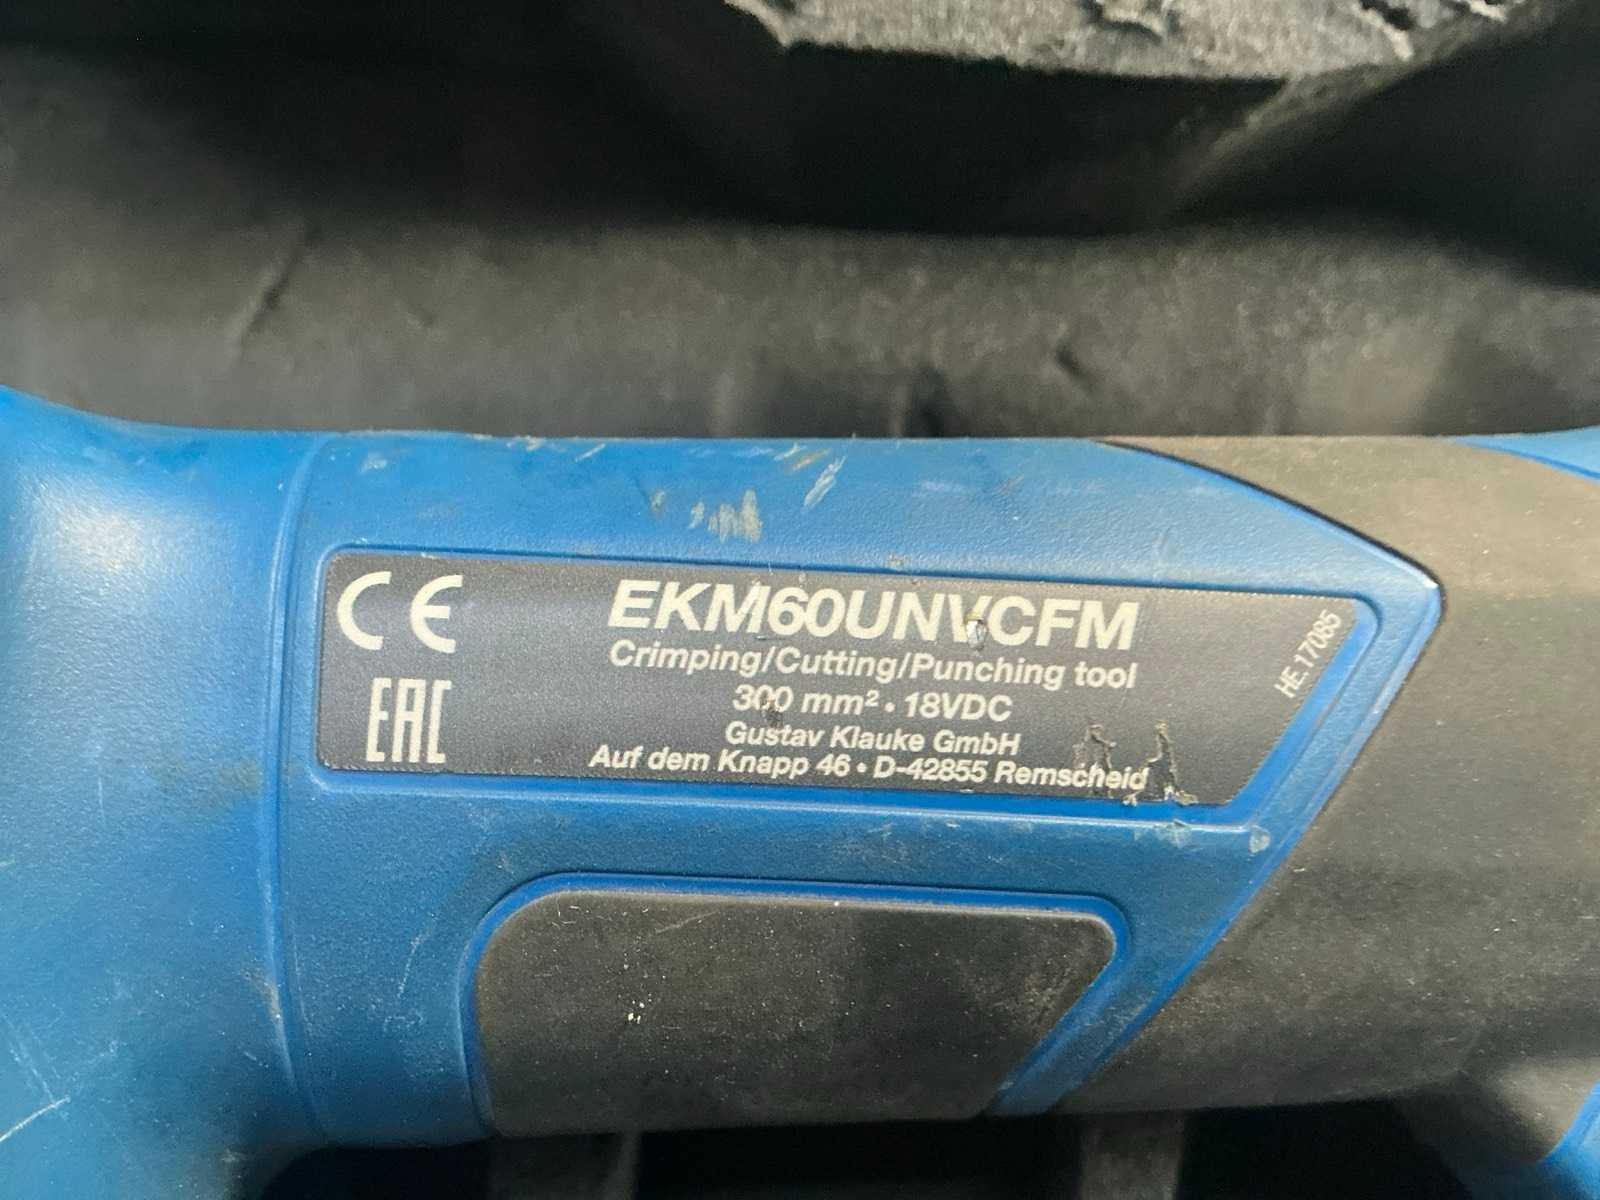 CE
EAC
EKM60UNVCFM
Crimping/Cutting/Punching tool
300 mm² • 18VDC
Gustav Klauke GmbH
Auf dem Knapp 46 • D-42855 Remscheid
HE.17085